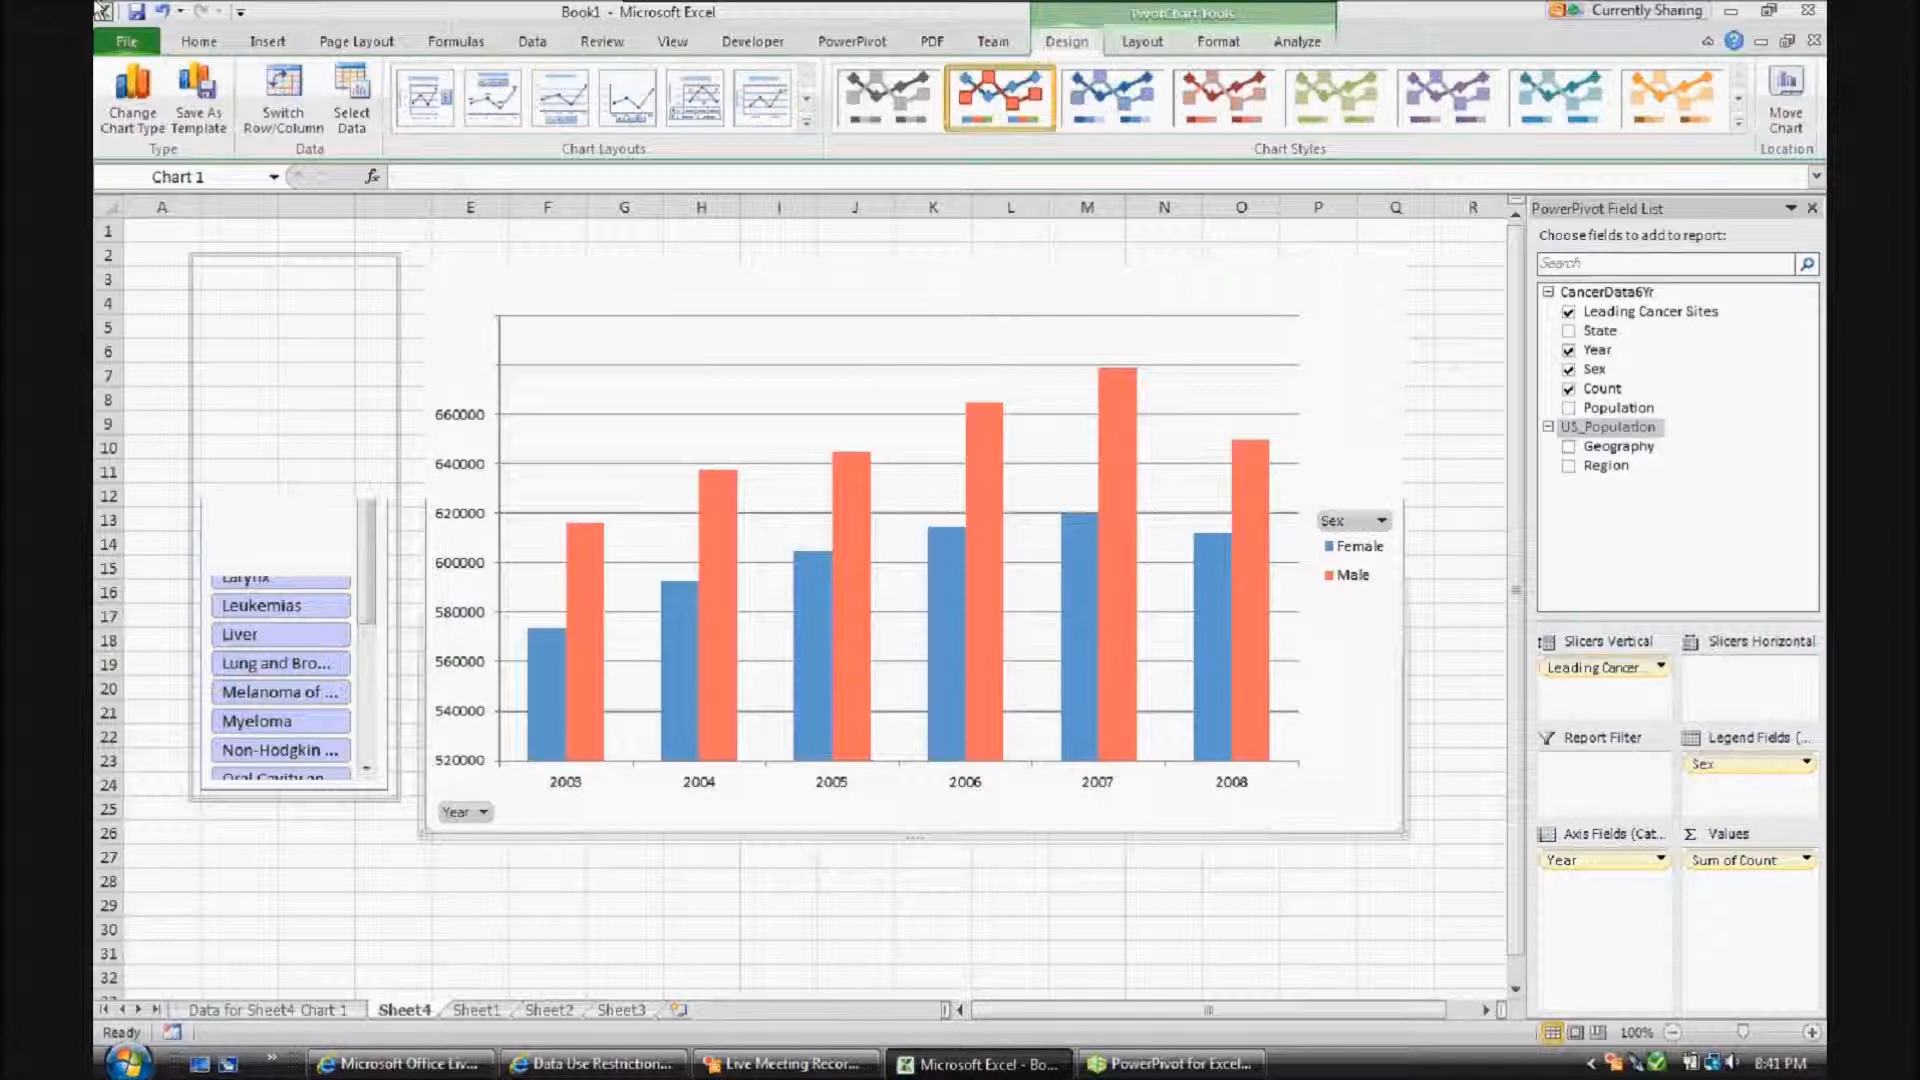 Book1 - Microsoft Excel
PivotChart Tools
Currently Sharing
File Home Insert Page Layout Formulas Data Review View Developer PowerPivot PDF Team Design Layout Format Analyze
Change Chart Type
Save As Template
Switch Row/Column
Select Data
Move Chart
Type
Data
Chart Layouts
Chart Styles
Location
Chart 1
fx
A E F G H I J K L M N O P Q R
1
2
3
4
5
6
7
8
9
10
11
12
13
14
15
16
17
18
19
20
21
22
23
24
25
26
27
28
29
30
31
32
Larynx
Leukemias
Liver
Lung and Bro...
Melanoma of ...
Myeloma
Non-Hodgkin ...
Oral Cavity an
660000
640000
620000
600000
580000
560000
540000
520000
2003 2004 2005 2006 2007 2008
Year
Sex
Female
Male
PowerPivot Field List
Choose fields to add to report:
Search
CancerData6Yr
Leading Cancer Sites
State
Year
Sex
Count
Population
US_Population
Geography
Region
Slicers Vertical
Slicers Horizontal
Leading Cancer...
Report Filter
Legend Fields (...
Sex
Axis Fields (Cat...
Σ Values
Year
Sum of Count
Data for Sheet4 Chart 1 Sheet4 Sheet1 Sheet2 Sheet3
Ready
100%
Microsoft Office Liv...
Data Use Restriction...
Live Meeting Recor...
Microsoft Excel - Bo...
PowerPivot for Excel...
8:41 PM